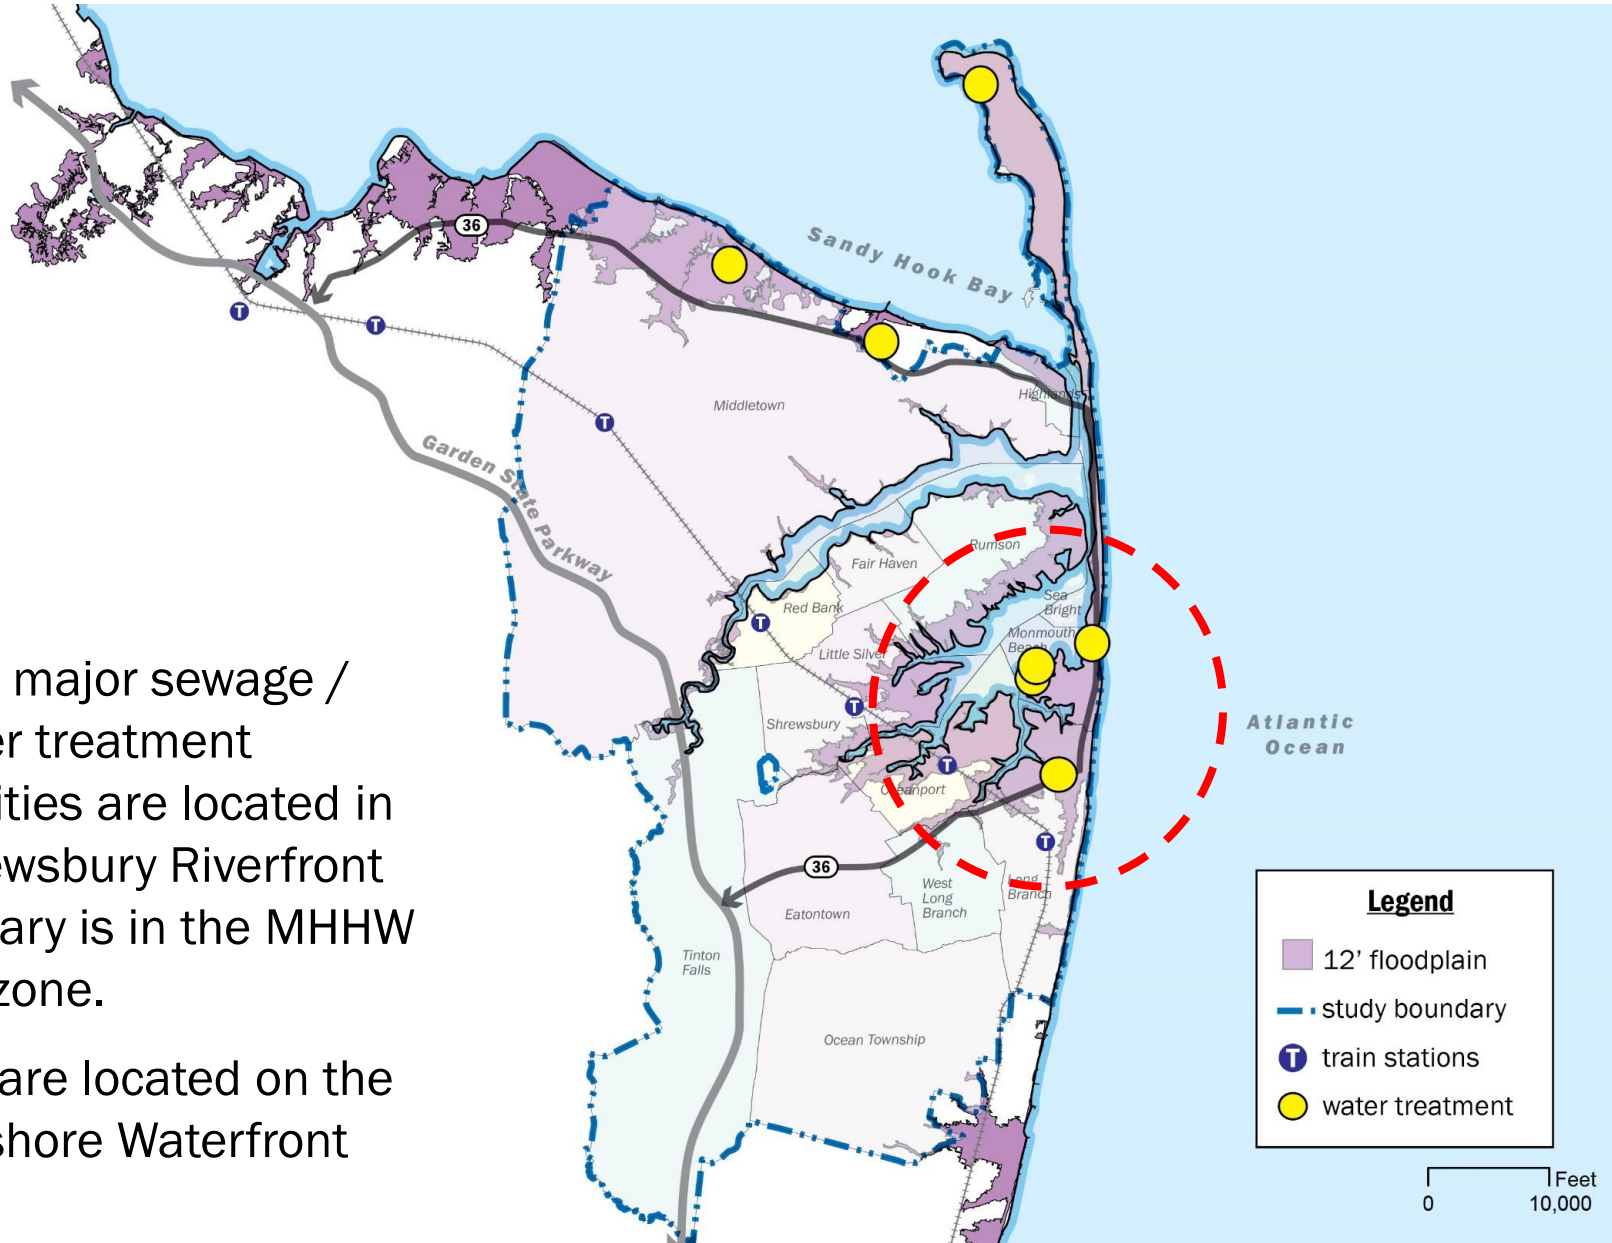 36
Sandy Hook Bay
Highlands
Middletown
Garden State Parkway
Rumson
Fair Haven
Sea
Bright
Red Bank
Monmouth
Beach
Little Silver
major sewage /
Shrewsbury
Atlantic
Ocean
er treatment
ities are located in
Oceanport
ewsbury Riverfront
36
West
Long
Branch
Long
Branch
Eatontown
ary is in the MHHW
zone.
Tinton
Falls
Ocean Township
are located on the
shore Waterfront
T
T
T
T
T
T
T
Legend
12' floodplain
study boundary
T train stations
water treatment
Feet
0 10,000